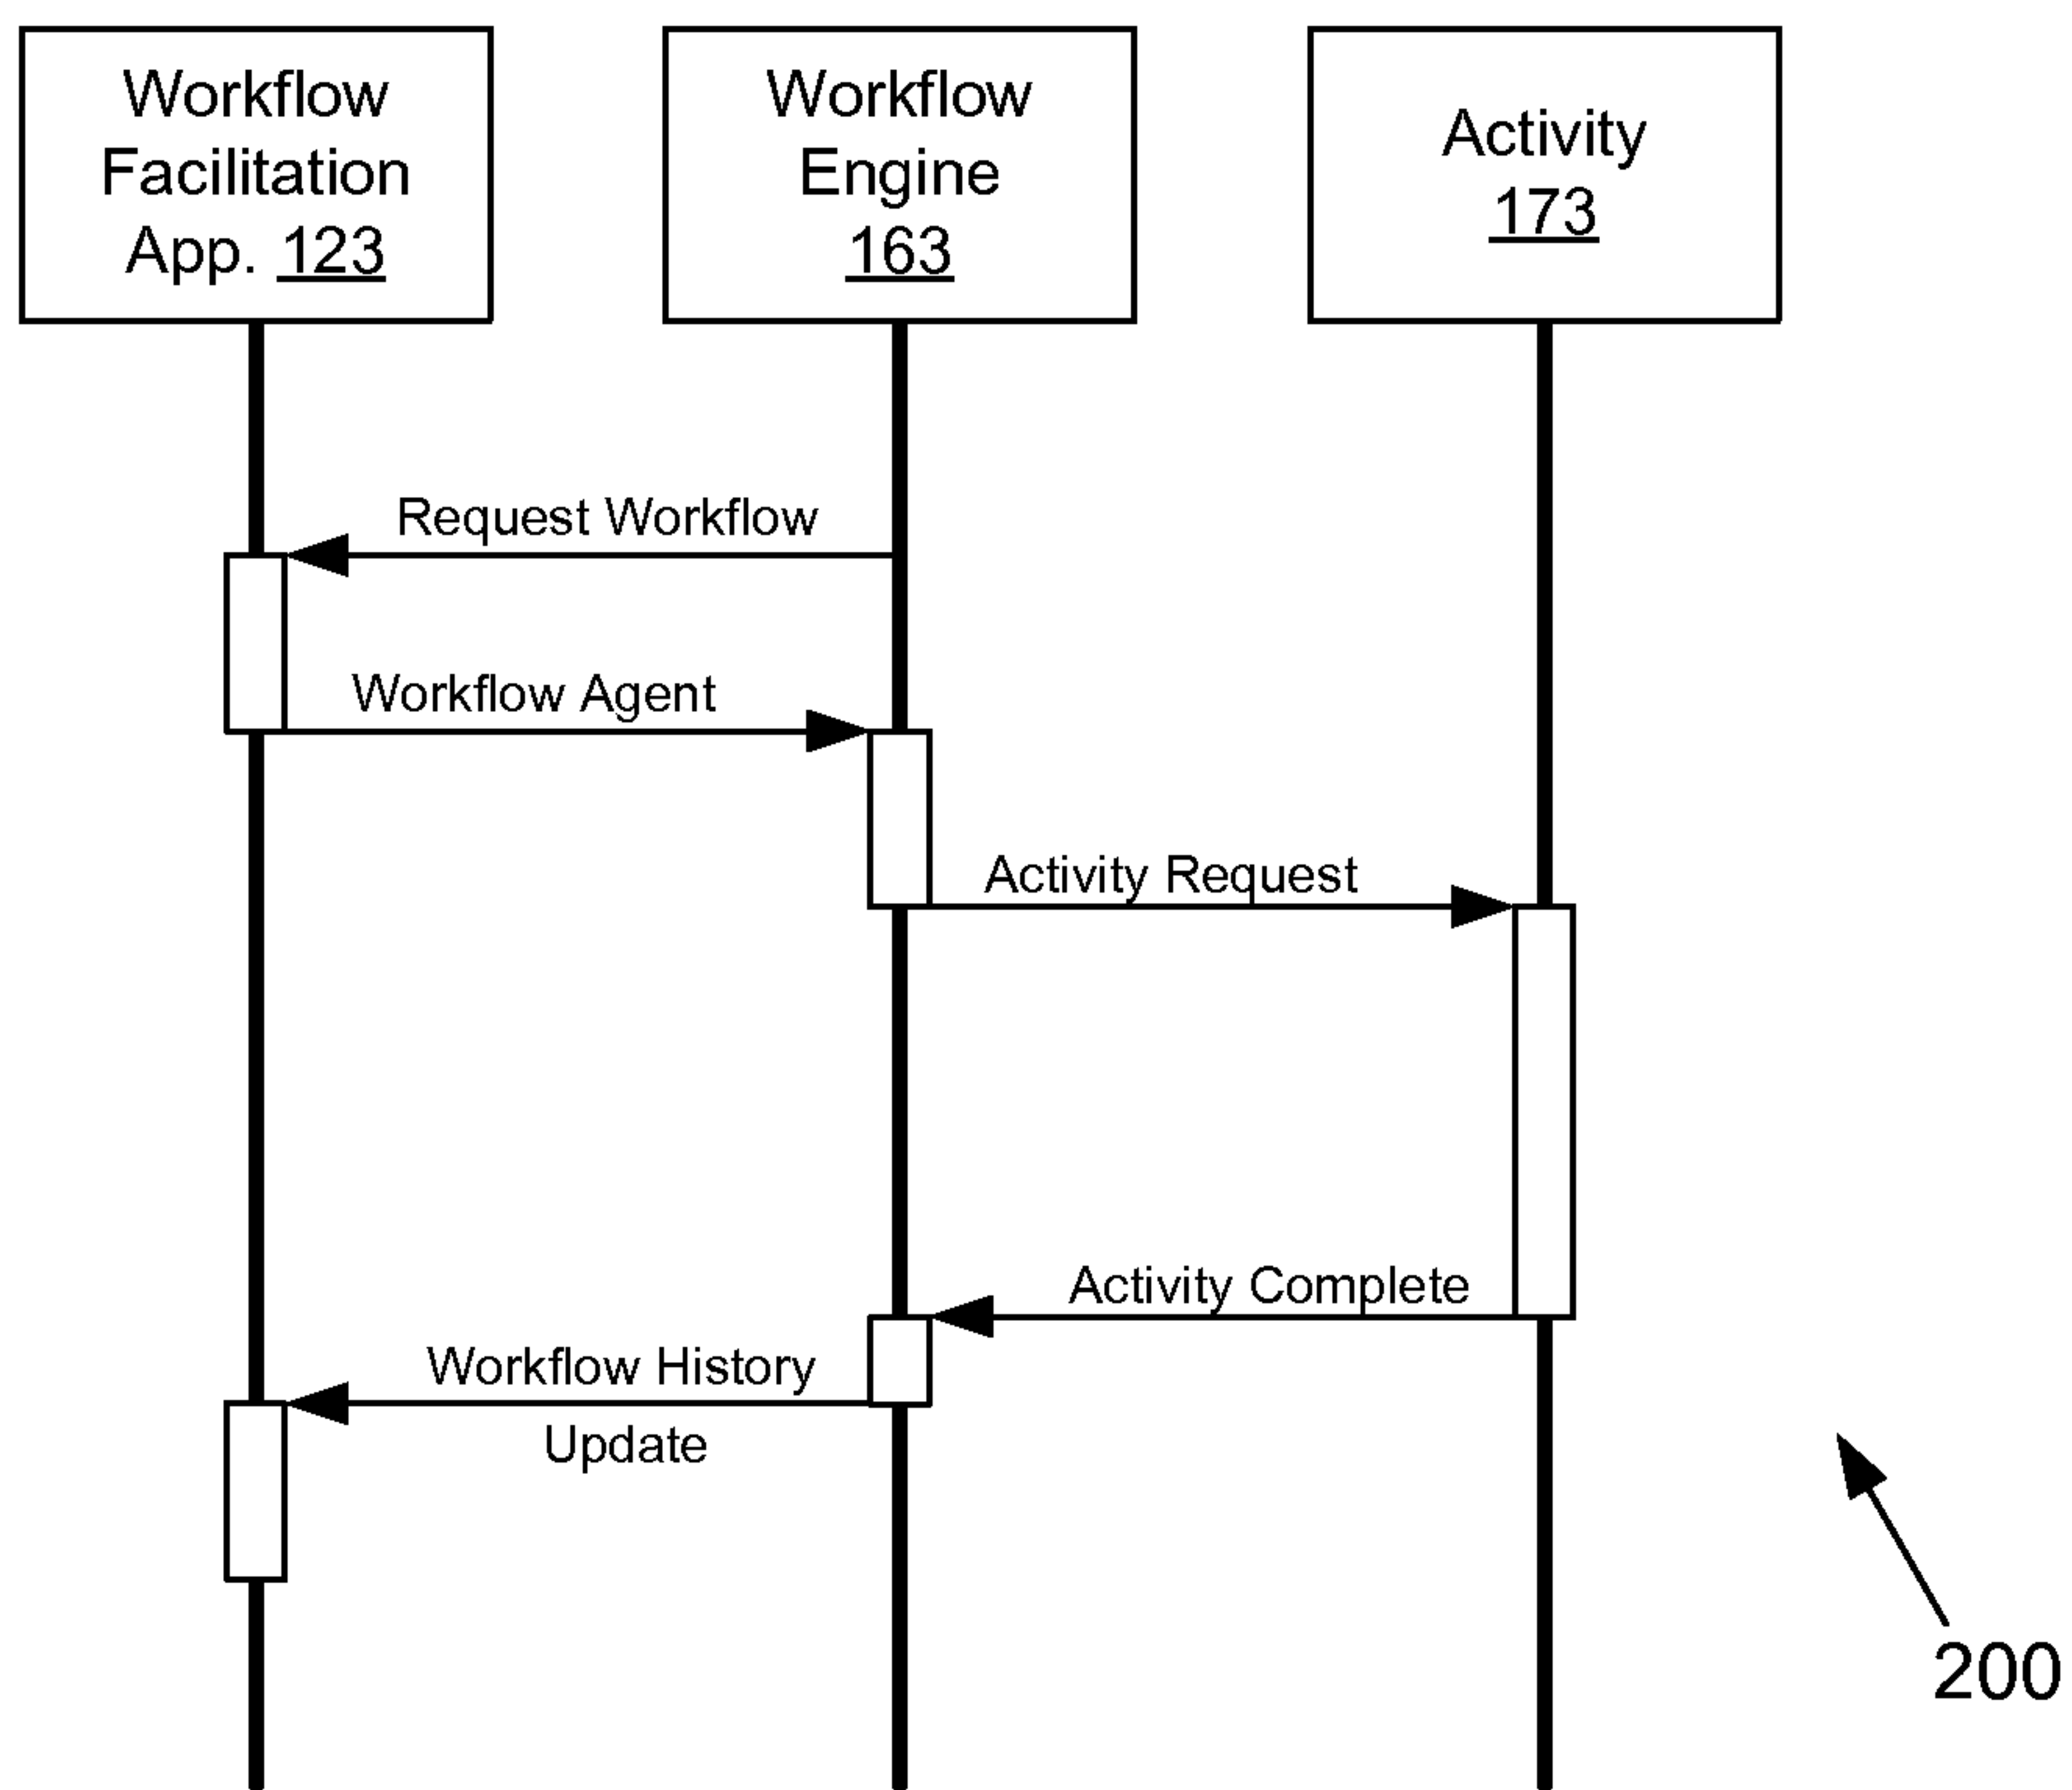 Workflow
Facilitation
App. 123
Workflow
Engine
163
Activity
173
Request Workflow
Workflow Agent
Activity Request
Activity Complete
Workflow History
Update
200